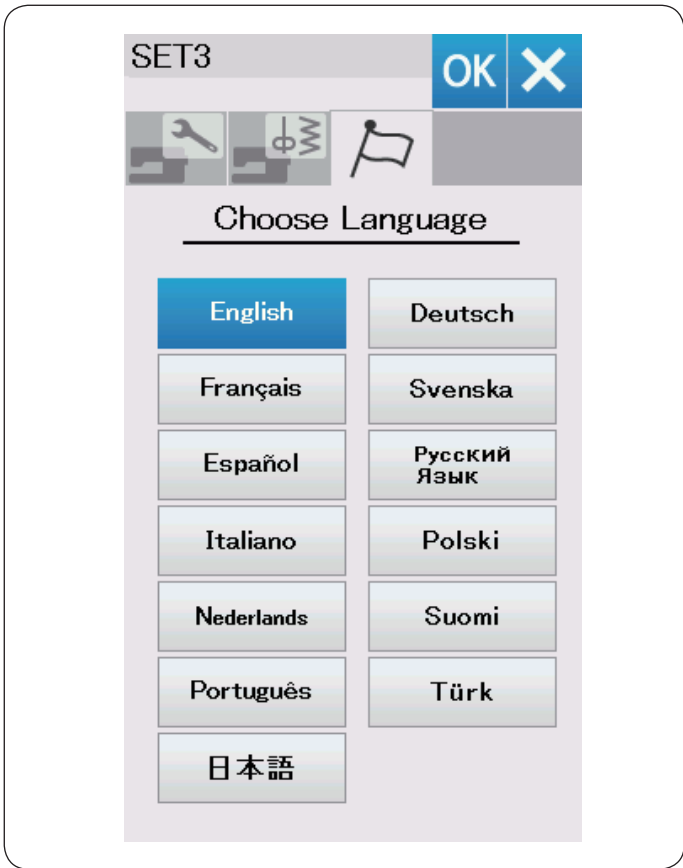 SET3
OK
Choose Language
English
Deutsch
Français
Svenska
Español
Русский
Язык
Italiano
Polski
Nederlands
Suomi
Português
Türk
日本語